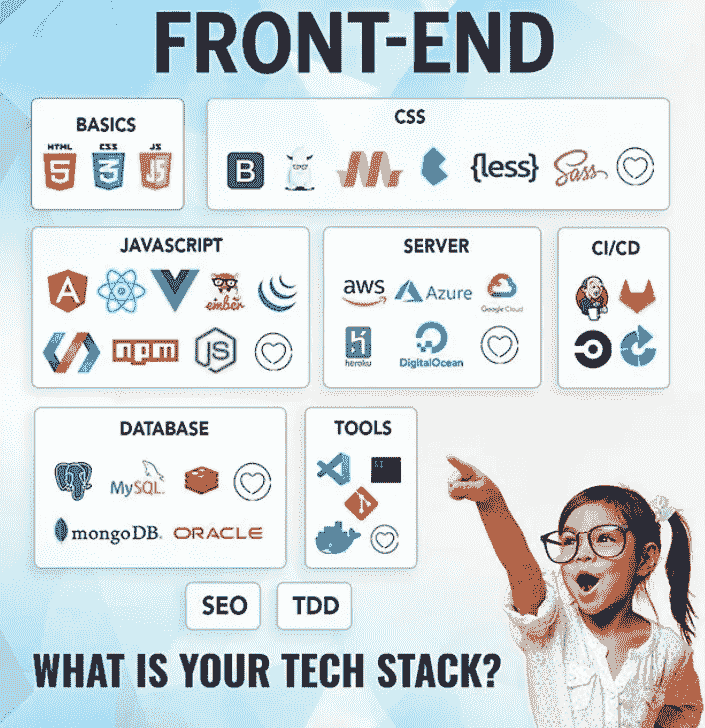 FRONT-END
BASICS
HTML CSS JS
5 3 JS
CSS
B {less} Sass
JAVASCRIPT
A ember
npm JS
SERVER
aws Azure Google Cloud
heroku DigitalOcean
CI/CD
DATABASE
MySQL
mongoDB. ORACLE
TOOLS
SEO TDD
WHAT IS YOUR TECH STACK?